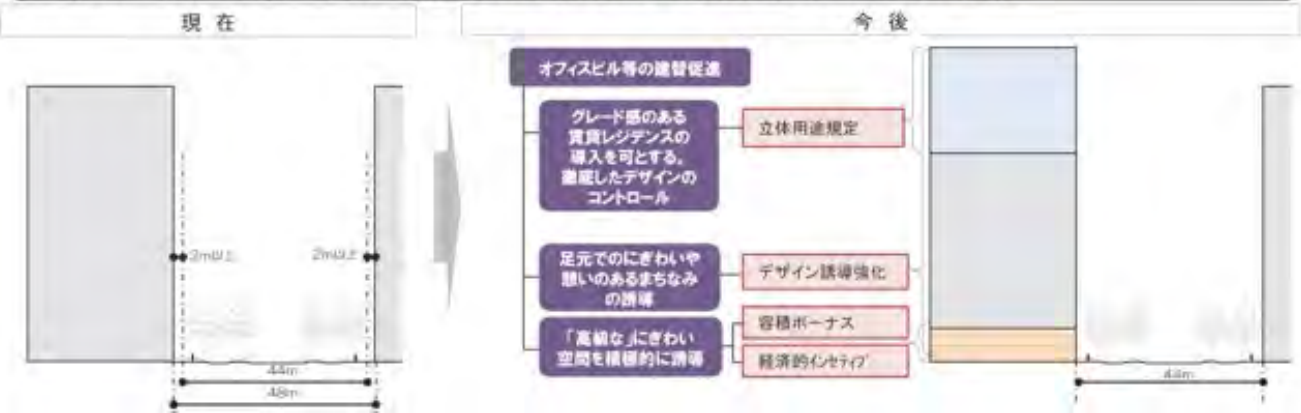 現在
今後
オフィスビル等の建替促進
グレード感のある
賃貸レジデンスの
導入を可とする。
徹底したデザインの
コントロール
立体用途規定
足元でのにぎわいや
憩いのあるまちなみ
の誘導
デザイン誘導強化
「高級な」にぎわい
空間を積極的に誘導
容積ボーナス
経済的インセティブ
2m以上
2m以上
44m
48m
44m